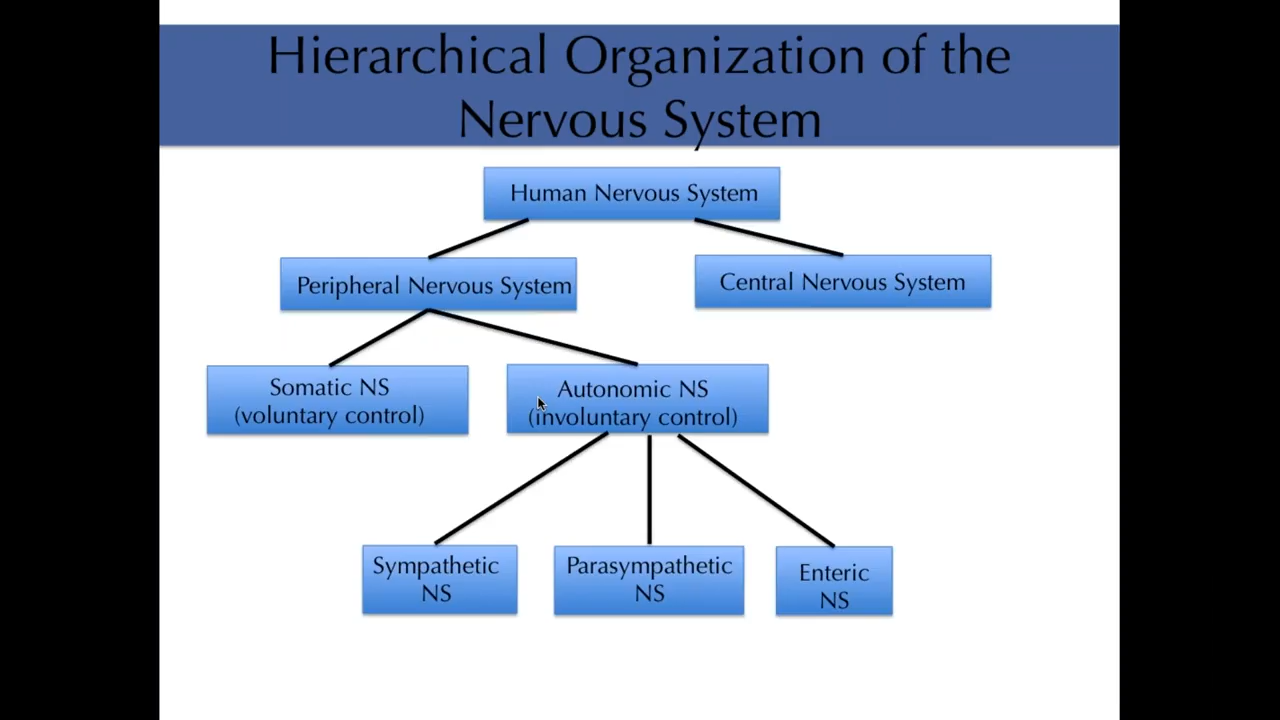 Hierarchical Organization of the
Nervous System
Human Nervous System
Peripheral Nervous System
Central Nervous System
Somatic NS
(voluntary control)
Autonomic NS
(involuntary control)
Sympathetic
NS
Parasympathetic
NS
Enteric
NS